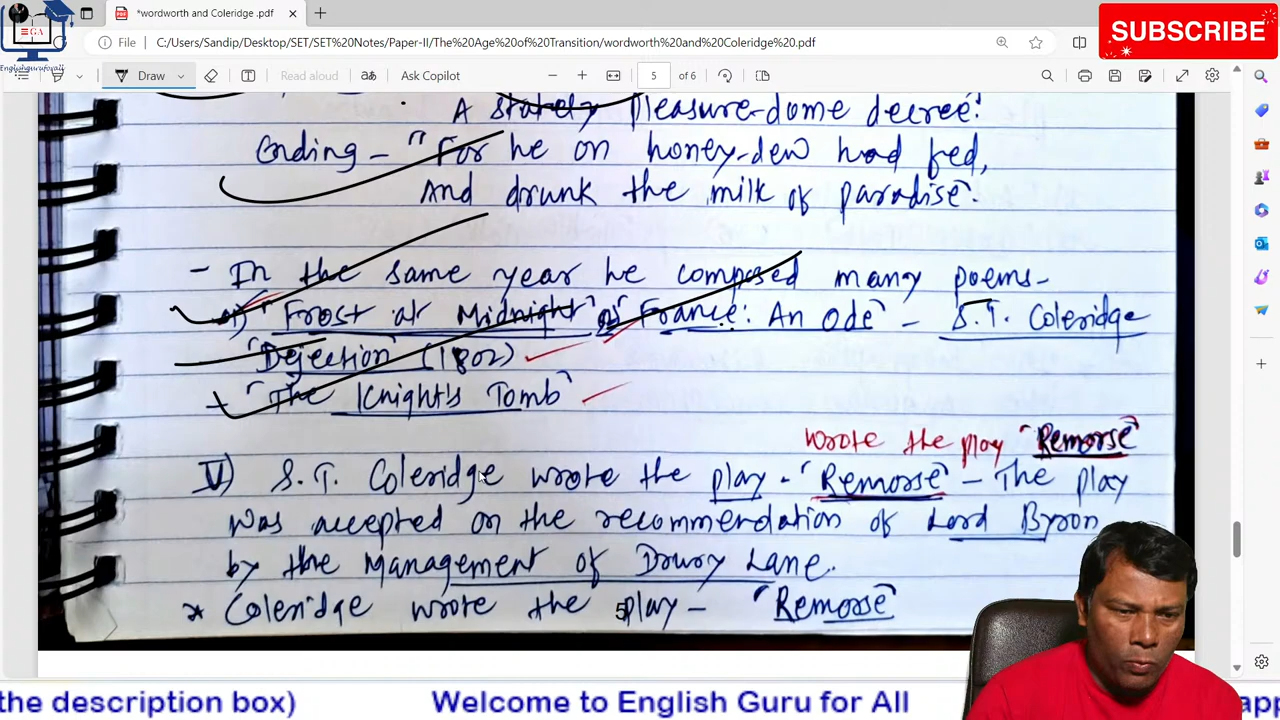 EGA
Englishguruforall
*wordworth and Coleridge .pdf
SUBSCRIBE
File C:/Users/Sandip/Desktop/SET/SET%20Notes/Paper-II/The%20Age%20of%20Transition/wordworth%20and%20Coleridge%20.pdf
Draw Read aloud Ask Copilot 5 of 6
A stately pleasure-dome decree:
Ending - "For he on honey-dew had fed,
And drunk the milk of paradise".
- In the same year he composed many poems-
"Frost at Midnight" "France: An Ode" - S.T. Coleridge
"Dejection" (1802)
- "The Knight's Tomb"
wrote the play "Remorse"
V) S.T. Coleridge wrote the play - "Remorse" - The play
was accepted on the recommendation of Lord Byron
by the management of Drury Lane.
* Coleridge wrote the play - "Remorse"
5
the description box) Welcome to English Guru for All